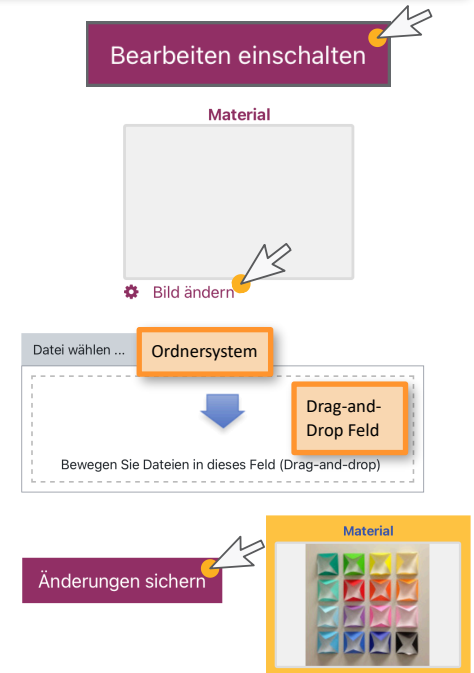 Bearbeiten einschalten
Material
Bild ändern
Datei wählen ...
Ordnersystem
Drag-and-
Drop Feld
Bewegen Sie Dateien in dieses Feld (Drag-and-drop)
Änderungen sichern
Material